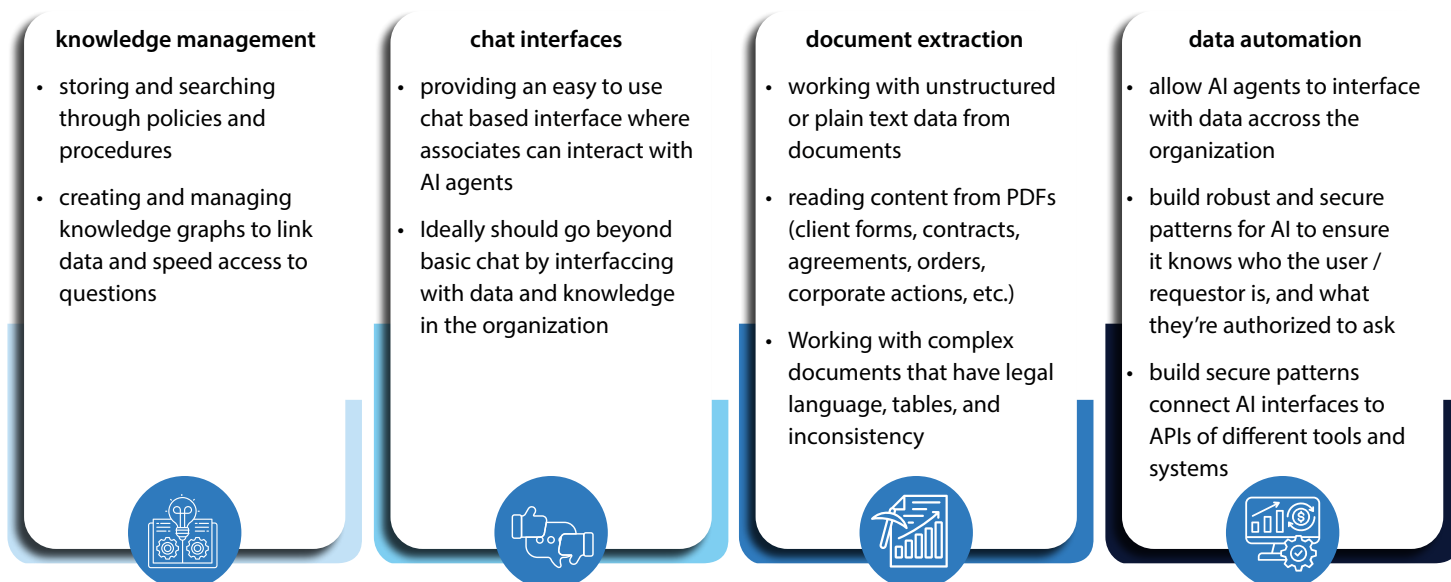 knowledge management
• storing and searching
through policies and
procedures
• creating and managing
knowledge graphs to link
data and speed access to
questions
chat interfaces
• providing an easy to use
chat based interface where
associates can interact with
AI agents
• Ideally should go beyond
basic chat by interfaccing
with data and knowledge
in the organization
document extraction
• working with unstructured
or plain text data from
documents
• reading content from PDFs
(client forms, contracts,
agreements, orders,
corporate actions, etc.)
• Working with complex
documents that have legal
language, tables, and
inconsistency
data automation
• allow AI agents to interface
with data accross the
organization
• build robust and secure
patterns for AI to ensure
it knows who the user /
requestor is, and what
they’re authorized to ask
• build secure patterns
connect AI interfaces to
APIs of different tools and
systems